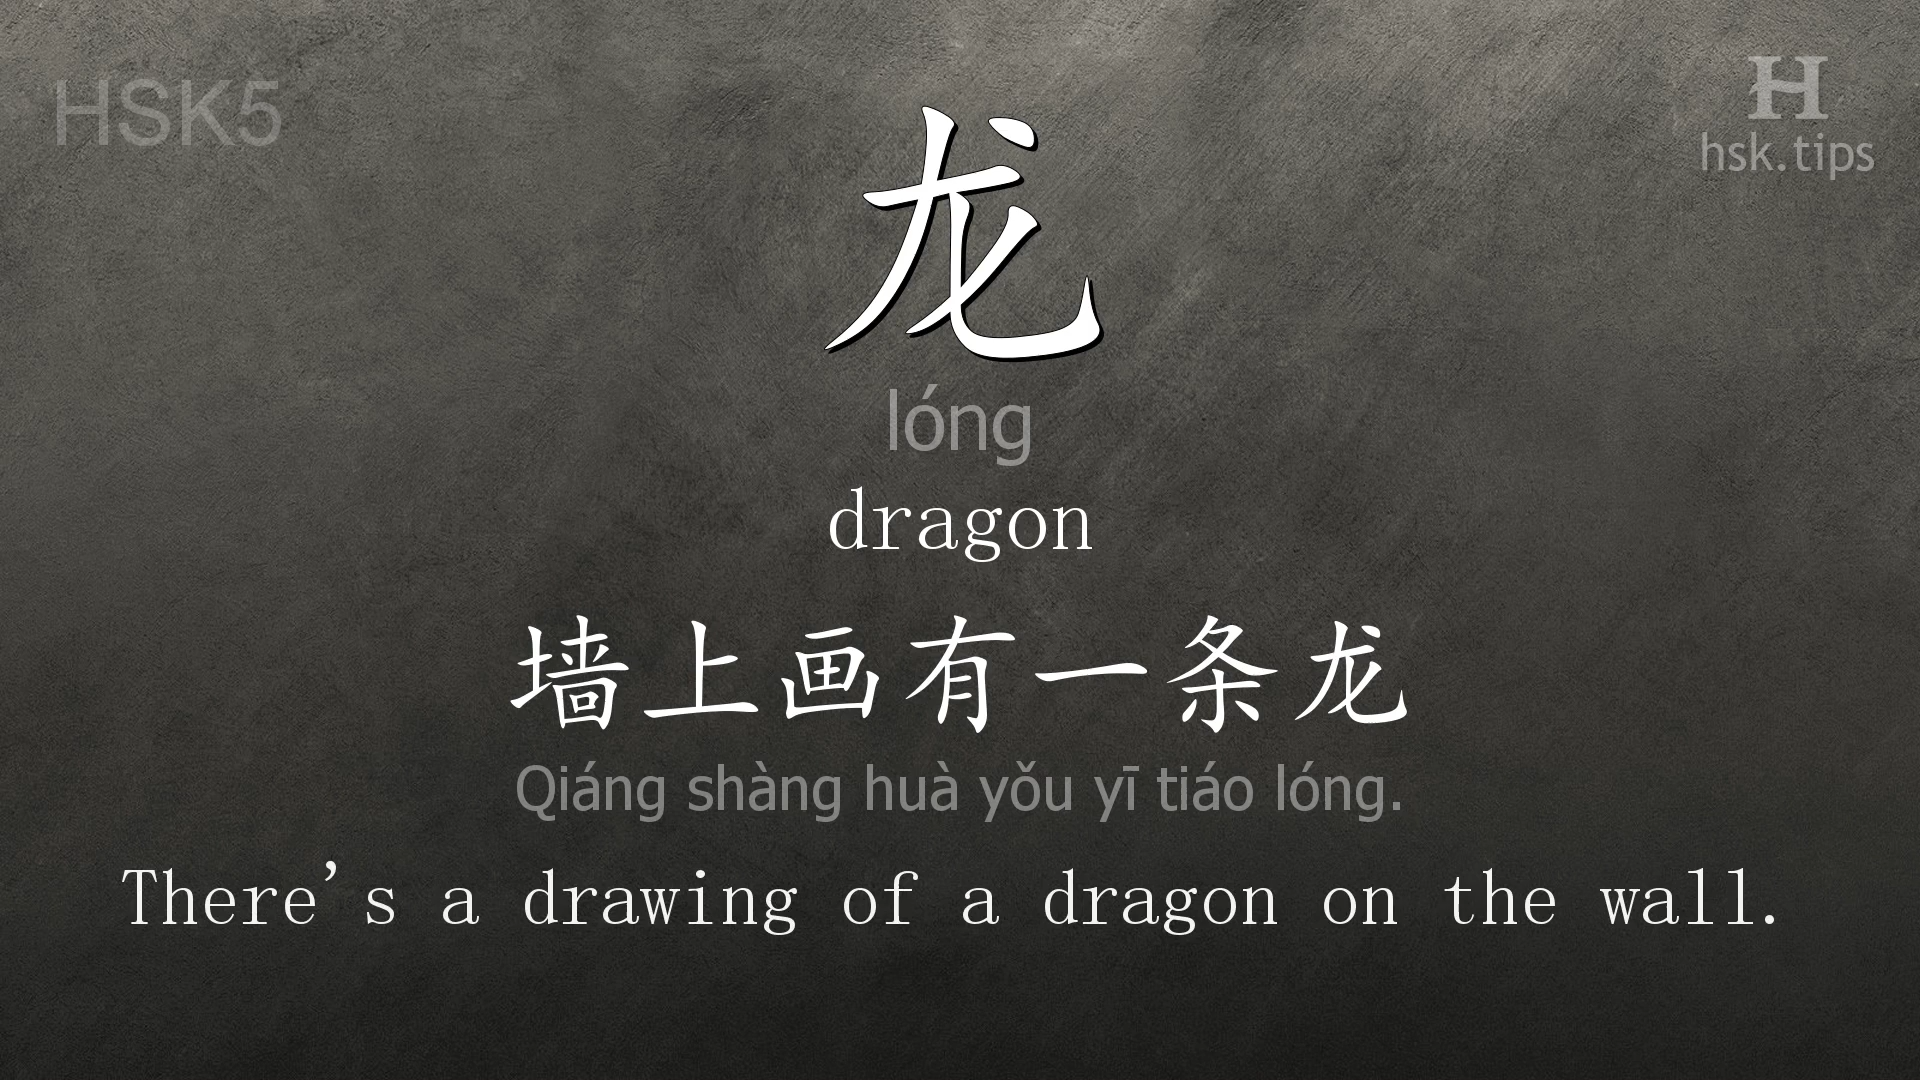 HSK5
H
hsk.tips
龙
lóng
dragon
墙上画有一条龙
Qiáng shàng huà yǒu yī tiáo lóng.
There's a drawing of a dragon on the wall.